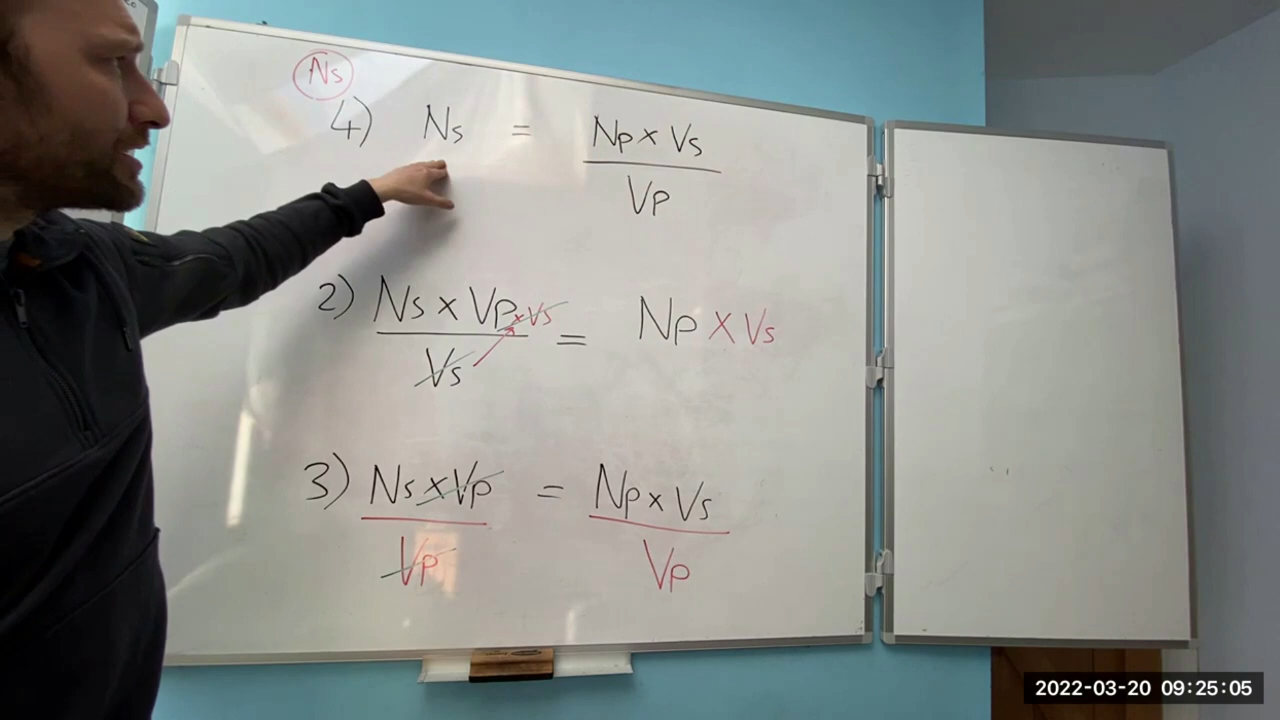 Ns
4) Ns = Np x Vs
Vp
2) Ns x Vp x Vs = Np x Vs
Vs
3) Ns x Vp = Np x Vs
Vp Vp
2022-03-20 09:25:05